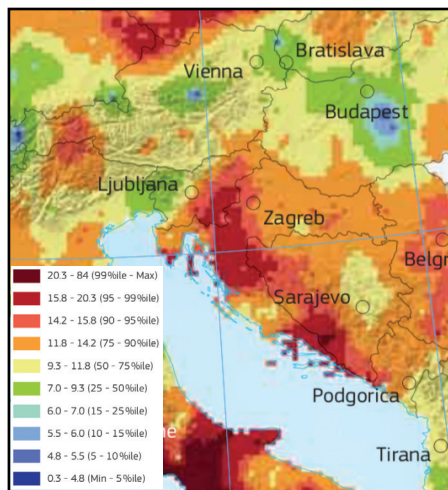 Bratislava
Vienna
Budapest
Ljubljana
Zagreb
Belgr
Sarajevo
Podgorica
Tirana
ne
20.3 - 84 (99%ile - Max)
15.8 - 20.3 (95 - 99%ile)
14.2 - 15.8 (90 - 95%ile)
11.8 - 14.2 (75 - 90%ile)
9.3 - 11.8 (50 - 75%ile)
7.0 - 9.3 (25 - 50%ile)
6.0 - 7.0 (15 - 25%ile)
5.5 - 6.0 (10 - 15%ile)
4.8 - 5.5 (5 - 10%ile)
0.3 - 4.8 (Min - 5%ile)